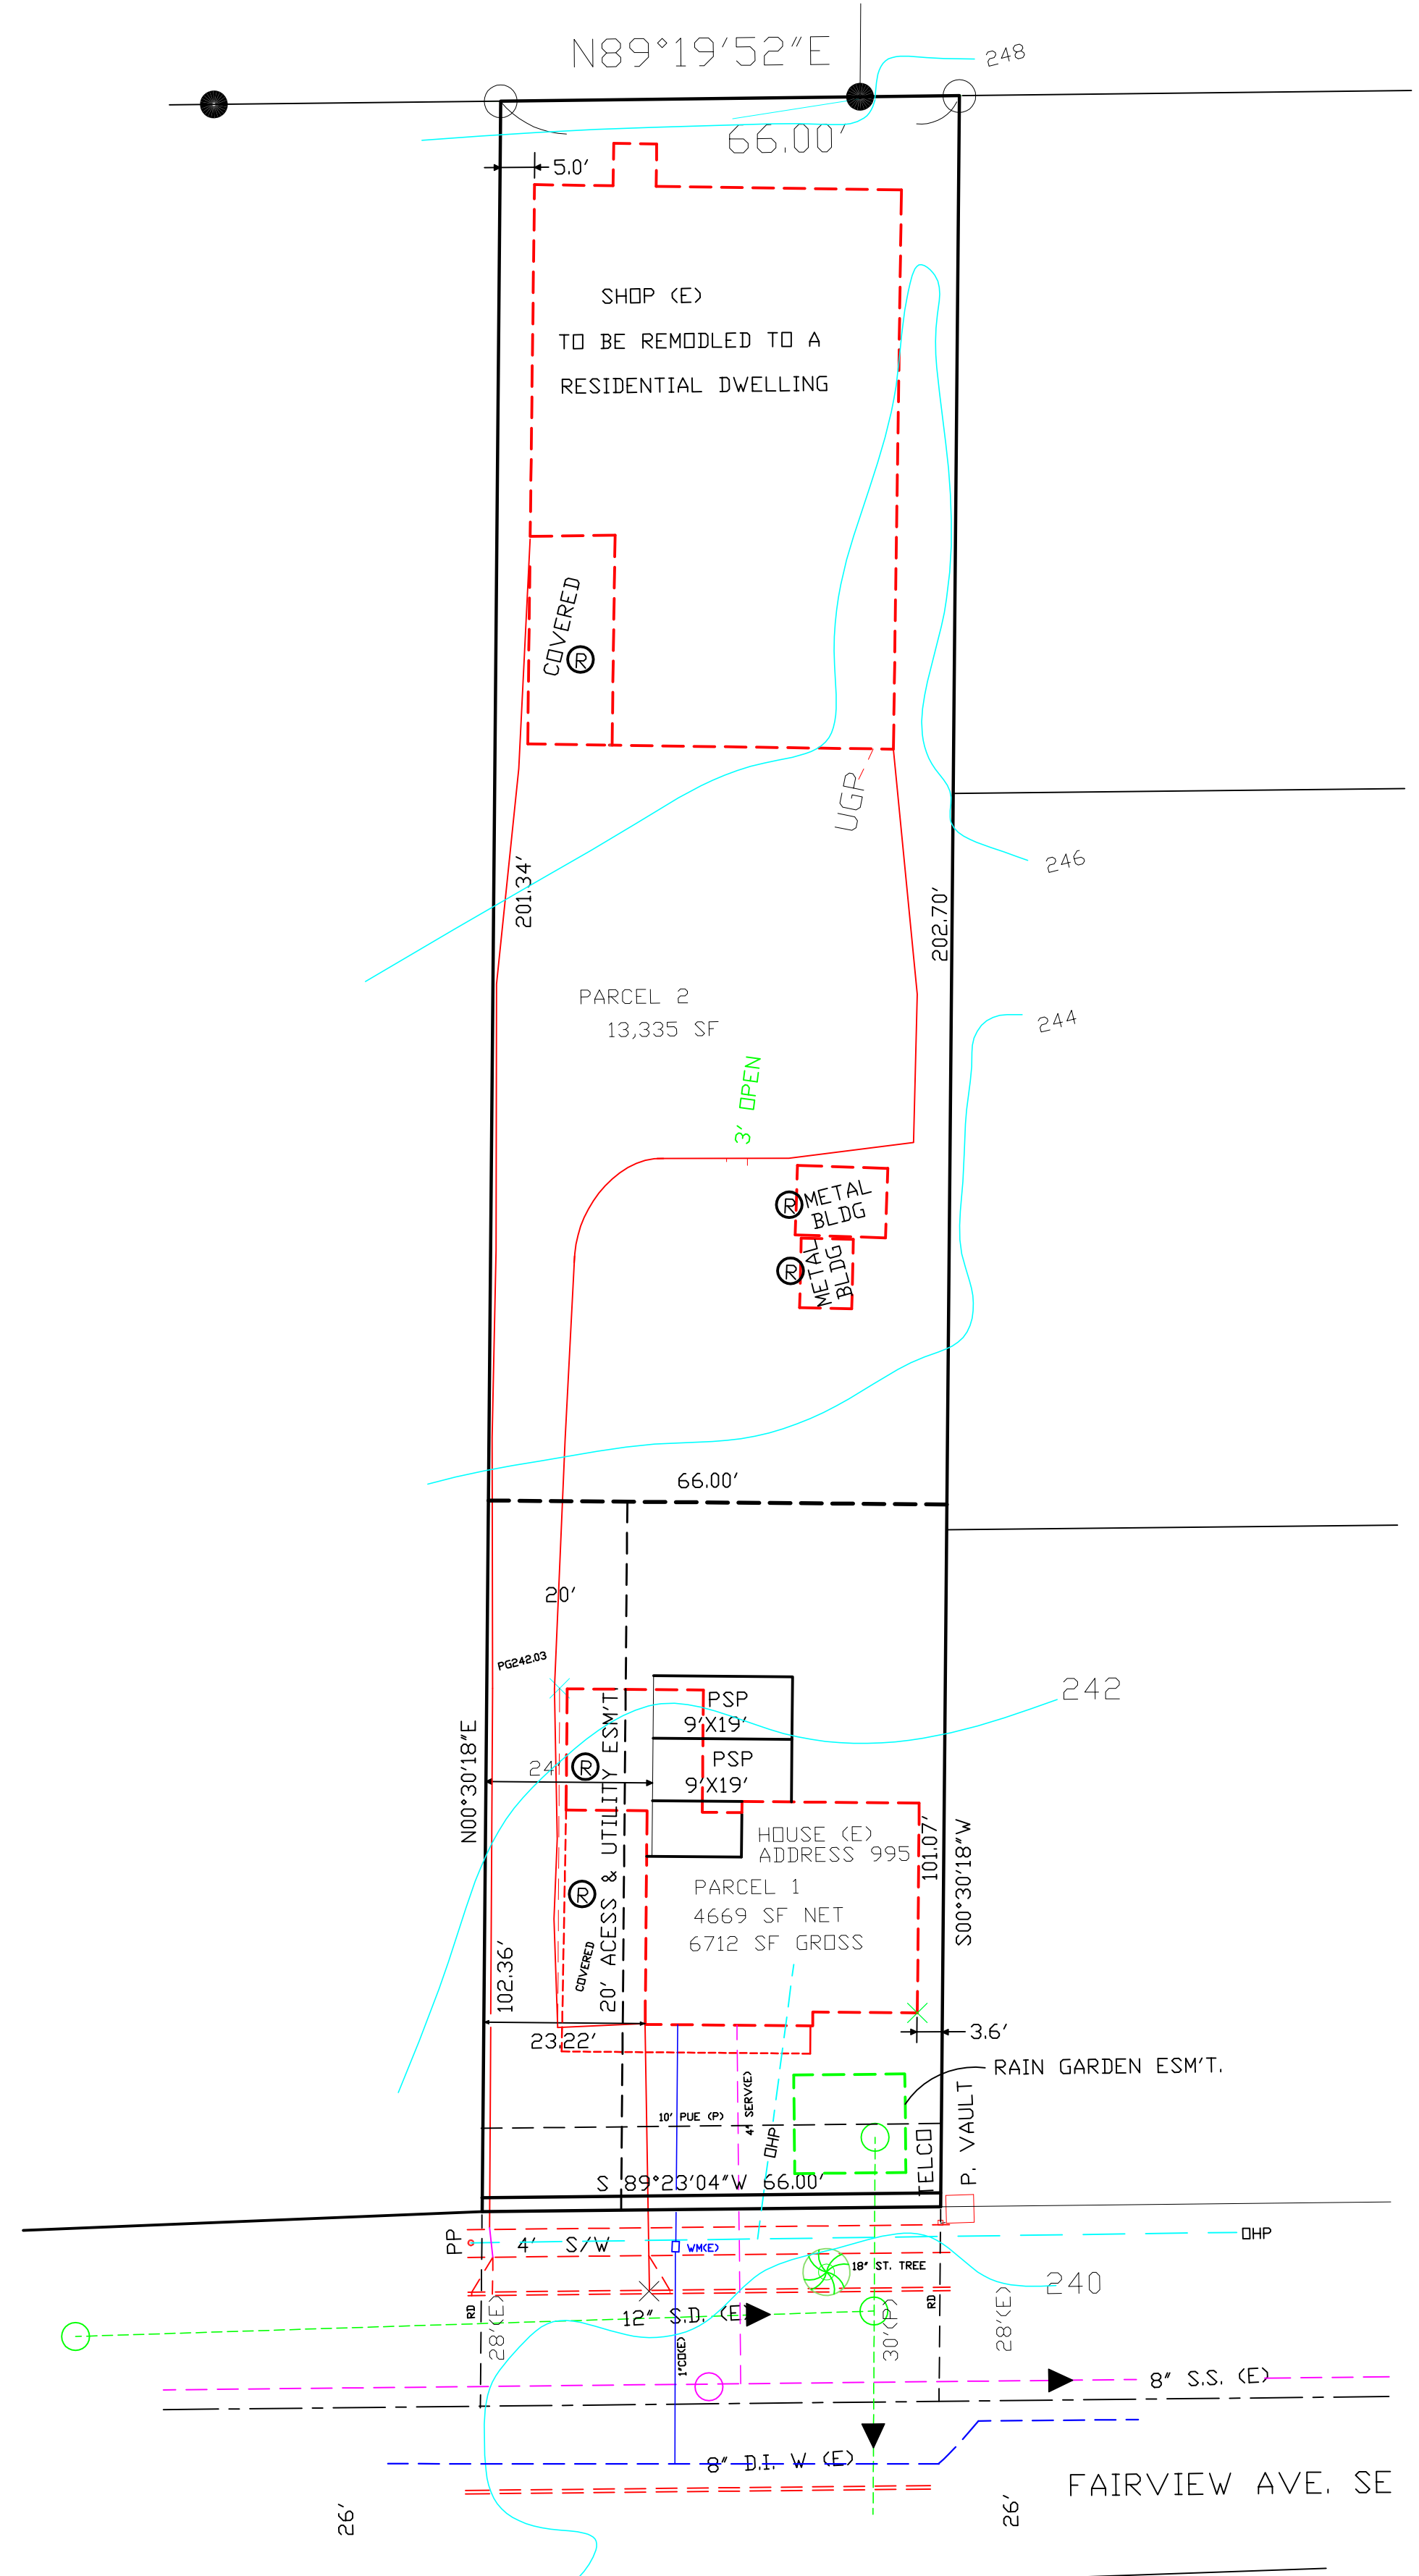 N89°19'52"E
248
66.00'
5.0'
SHOP (E)
TO BE REMODLED TO A
RESIDENTIAL DWELLING
COVERED
R
UGP
246
201.34'
202.70'
PARCEL 2
13,335 SF
244
3' OPEN
R
METAL
BLDG
R
METAL
BLDG
66.00'
20'
PG242.03
242
PSP
9'X19'
PSP
9'X19'
24'
R
N00°30'18"E
20' ACESS & UTILITY ESM'T
HOUSE (E)
ADDRESS 995
101.07'
S00°30'18"W
PARCEL 1
4669 SF NET
6712 SF GROSS
R
COVERED
102.36'
23.22'
3.6'
RAIN GARDEN ESM'T.
4" SERV(E)
10' PUE (P)
OHP
TELCO
P. VAULT
S 89°23'04"W 66.00'
PP
4' S/W
WM(E)
OHP
18" ST. TREE
240
RD
28'(E)
12" S.D. (E)
30'(P)
RD
28'(E)
1"CO(E)
8" S.S. (E)
8" D.I. W (E)
FAIRVIEW AVE. SE
26'
26'